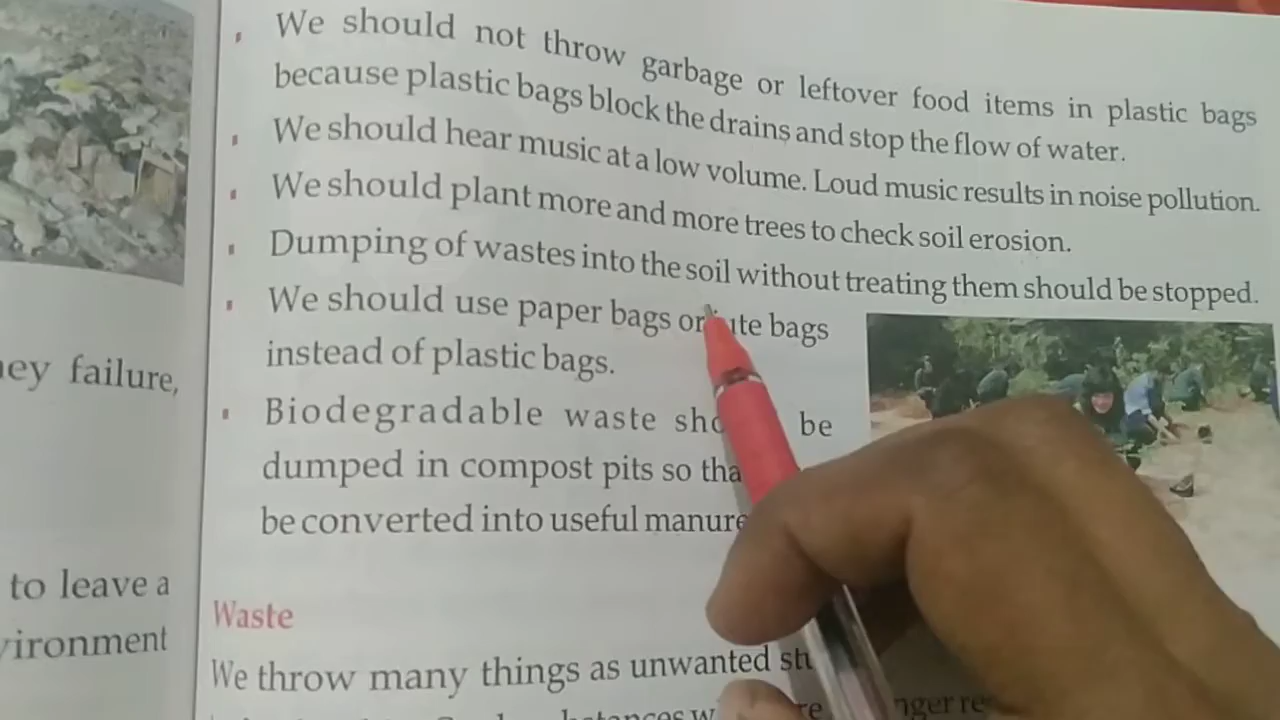 We should not throw garbage or leftover food items in plastic bags
because plastic bags block the drains and stop the flow of water.
We should hear music at a low volume. Loud music results in noise pollution.
We should plant more and more trees to check soil erosion.
Dumping of wastes into the soil without treating them should be stopped.
We should use paper bags or bags
instead of plastic bags.
Biodegradable waste be
dumped in compost pits so
be converted into useful manure
failure,
to leave a
Waste
We throw many things as unwanted